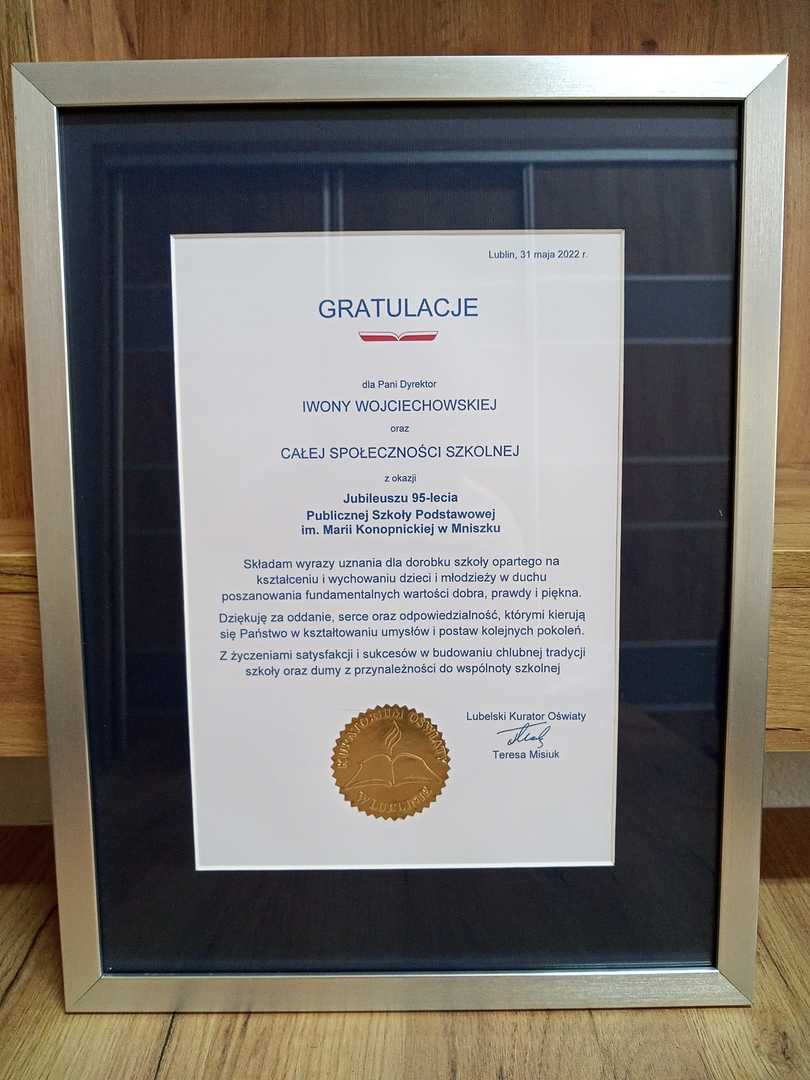 Lublin, 31 maja 2022 r.
GRATULACJE
dla Pani Dyrektor
IWONY WOJCIECHOWSKIEJ
oraz
CAŁEJ SPOŁECZNOŚCI SZKOLNEJ
z okazji
Jubileuszu 95-lecia
Publicznej Szkoły Podstawowej
im. Marii Konopnickiej w Mniszku
Składam wyrazy uznania dla dorobku szkoły opartego na
kształceniu i wychowaniu dzieci i młodzieży w duchu
poszanowania fundamentalnych wartości dobra, prawdy i piękna.
Dziękuję za oddanie, serce oraz odpowiedzialność, którymi kierują
się Państwo w kształtowaniu umysłów i postaw kolejnych pokoleń.
Z życzeniami satysfakcji i sukcesów w budowaniu chlubnej tradycji
szkoły oraz dumy z przynależności do wspólnoty szkolnej
Lubelski Kurator Oświaty
Teresa Misiuk
KURATORIUM OŚWIATY
W LUBLINIE